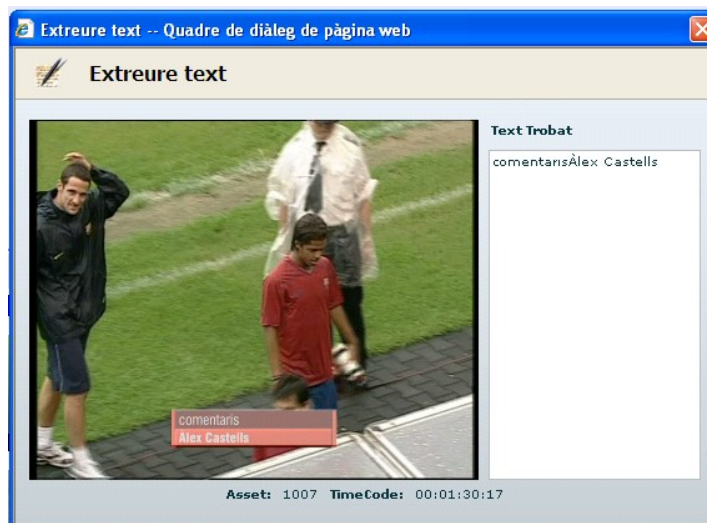 Extreure text -- Quadre de diàleg de pàgina web
Extreure text
Text Trobat
comentarısÀlex Castells
comentaris
Àlex Castells
Asset: 1007 TimeCode: 00:01:30:17